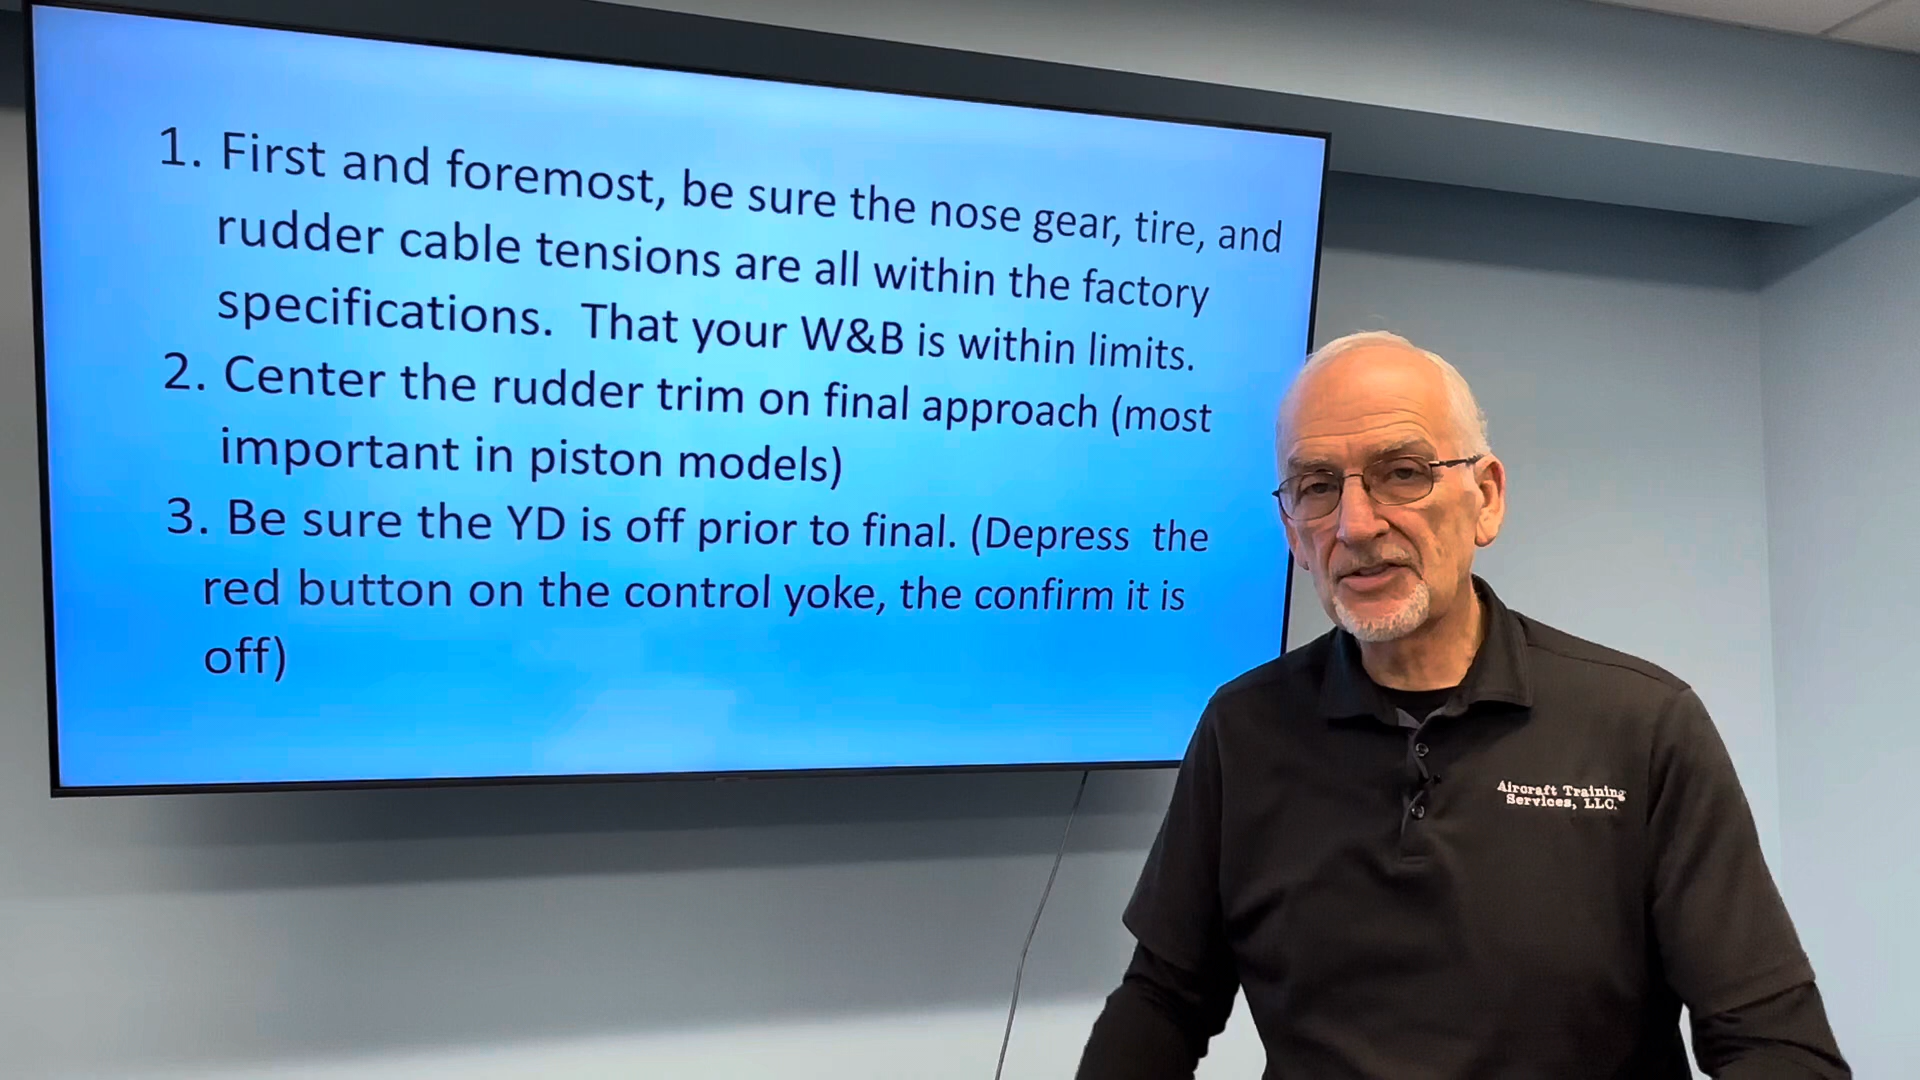 1. First and foremost, be sure the nose gear, tire, and
rudder cable tensions are all within the factory
specifications.  That your W&B is within limits.
2. Center the rudder trim on final approach (most
important in piston models)
3. Be sure the YD is off prior to final. (Depress  the
red button on the control yoke, the confirm it is
off)
Aircraft Training
Services, LLC.